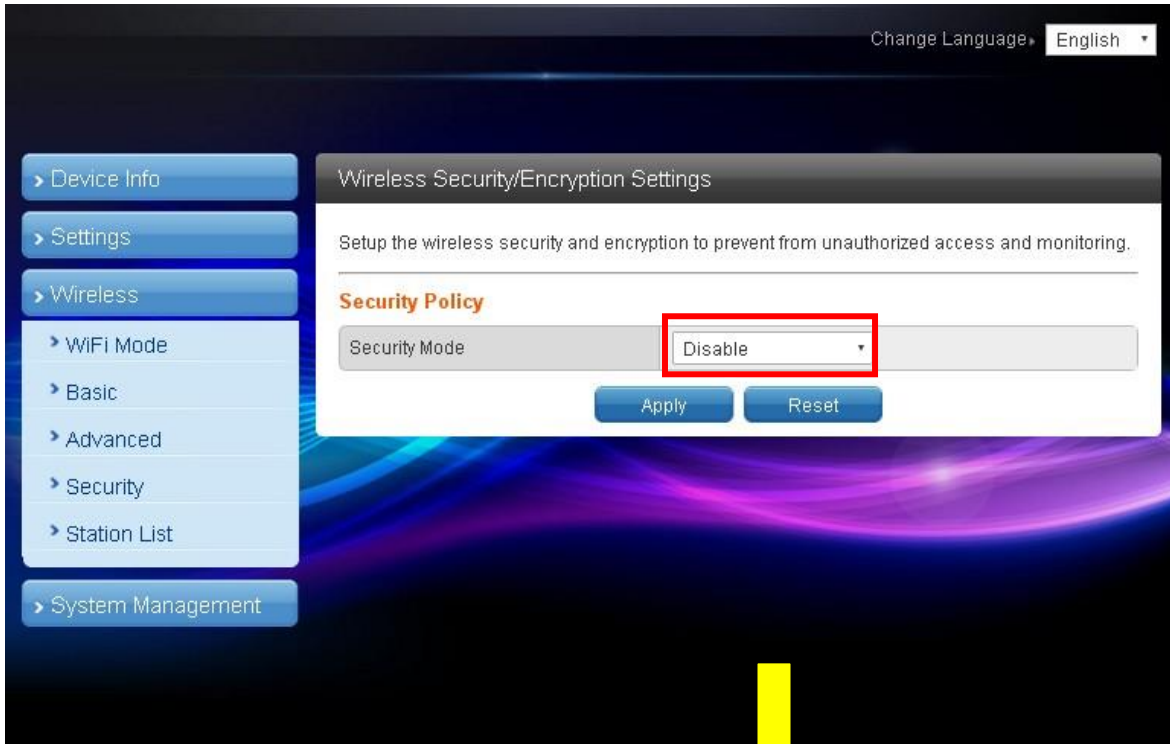 Change Language
English
Device Info
Settings
Wireless
WiFi Mode
Basic
Advanced
Security
Station List
System Management
Wireless Security/Encryption Settings
Setup the wireless security and encryption to prevent from unauthorized access and monitoring.
Security Policy
Security Mode
Disable
Apply
Reset